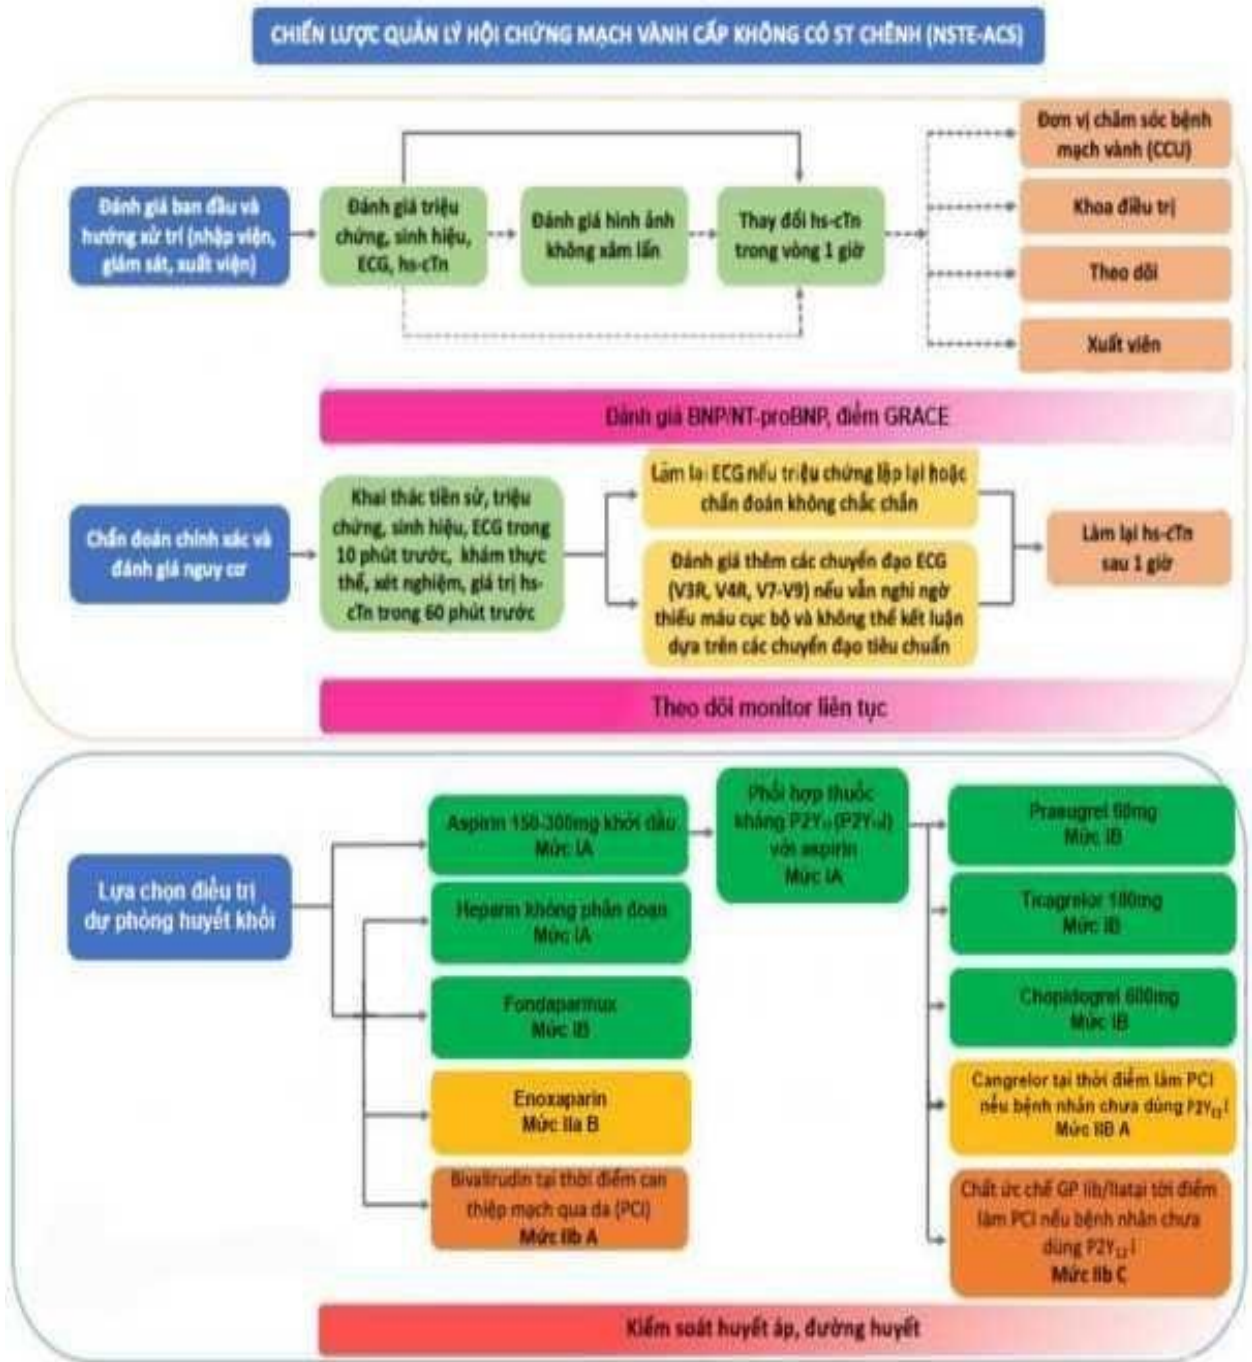 CHIẾN LƯỢC QUẢN LÝ HỘI CHỨNG MẠCH VÀNH CẤP KHÔNG CÓ ST CHÊNH (NSTE-ACS)
Đánh giá ban đầu và
hướng xử trí (nhập viện,
giám sát, xuất viện)
Đánh giá triệu
chứng, sinh hiệu,
ECG, hs-cTn
Đánh giá hình ảnh
không xâm lấn
Thay đổi hs-cTn
trong vòng 1 giờ
Đơn vị chăm sóc bệnh
mạch vành (CCU)
Khoa điều trị
Theo dõi
Xuất viên
Đánh giá BNP/NT-proBNP, điểm GRACE
Chẩn đoán chính xác và
đánh giá nguy cơ
Khai thác tiền sử, triệu
chứng, sinh hiệu, ECG trong
10 phút trước, khám thực
thể, xét nghiệm, giá trị hs-
cTn trong 60 phút trước
Làm lại ECG nếu triệu chứng lặp lại hoặc
chẩn đoán không chắc chắn
Đánh giá thêm các chuyển đạo ECG
(V3R, V4R, V7-V9) nếu vẫn nghi ngờ
thiếu máu cục bộ và không thể kết luận
dựa trên các chuyển đạo tiêu chuẩn
Làm lại hs-cTn
sau 1 giờ
Theo dõi monitor liên tục
Lựa chọn điều trị
dự phòng huyết khối
Aspirin 150-300mg khởi đầu
Mức IA
Heparin không phân đoạn
Mức IA
Fondaparinux
Mức IB
Enoxaparin
Mức IIa B
Bivalirudin tại thời điểm can
thiệp mạch qua da (PCI)
Mức IIb A
Phối hợp thuốc
kháng P2Y₁₂ (P2Y₁₂i)
với aspirin
Mức IA
Prasugrel 60mg
Mức IB
Ticagrelor 180mg
Mức IB
Clopidogrel 600mg
Mức IB
Cangrelor tại thời điểm làm PCI
nếu bệnh nhân chưa dùng P2Y₁₂ i
Mức IIB A
Chất ức chế GP IIb/IIatại tời điểm
làm PCI nếu bệnh nhân chưa
dùng P2Y₁₂ i
Mức IIb C
Kiểm soát huyết áp, đường huyết